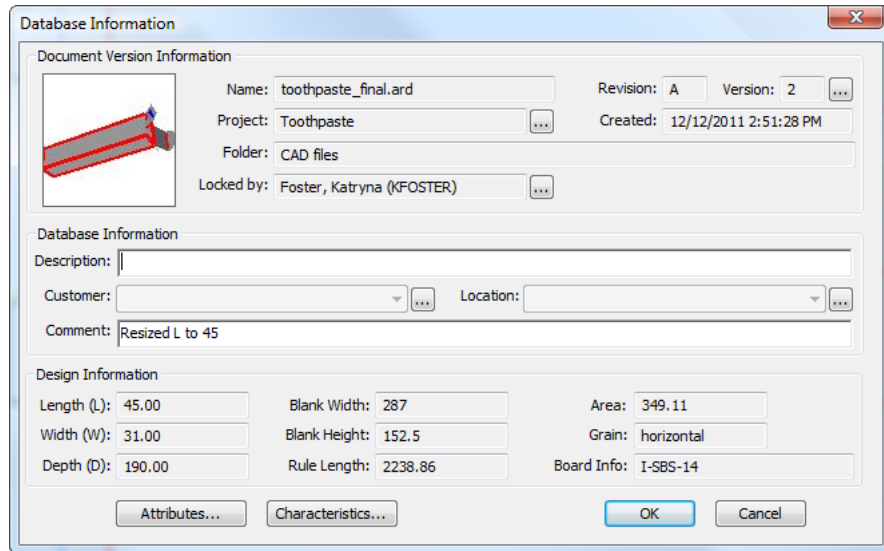 Database Information
Document Version Information
Name: toothpaste_final.ard Revision: A Version: 2 ...
Project: Toothpaste ... Created: 12/12/2011 2:51:28 PM
Folder: CAD files
Locked by: Foster, Katryna (KFOSTER) ...
Database Information
Description:
Customer: ... Location: ...
Comment: Resized L to 45
Design Information
Length (L): 45.00 Blank Width: 287 Area: 349.11
Width (W): 31.00 Blank Height: 152.5 Grain: horizontal
Depth (D): 190.00 Rule Length: 2238.86 Board Info: I-SBS-14
Attributes... Characteristics... OK Cancel